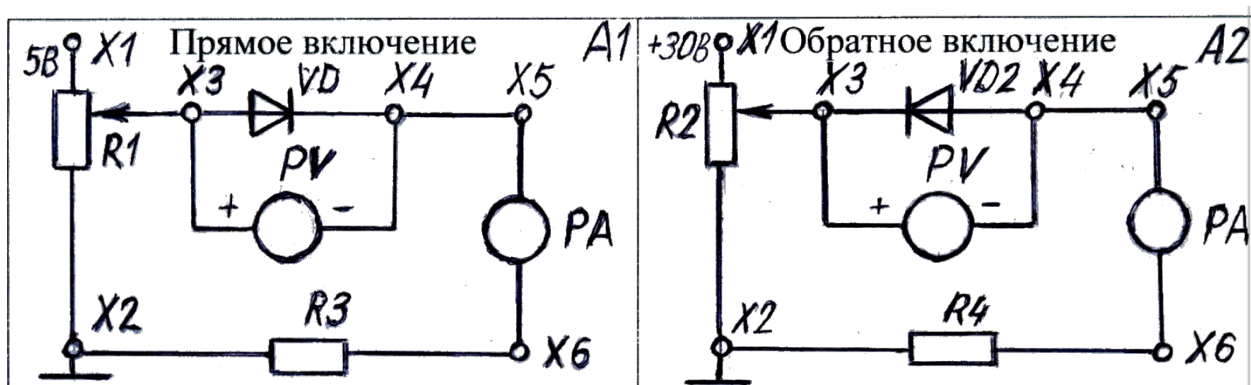 Прямое включение
A1
5В
X1
X3
VD
X4
X5
R1
PV
+
-
PA
X2
R3
X6
Обратное включение
A2
+30В
X1
X3
VD2
X4
X5
R2
PV
+
-
PA
X2
R4
X6